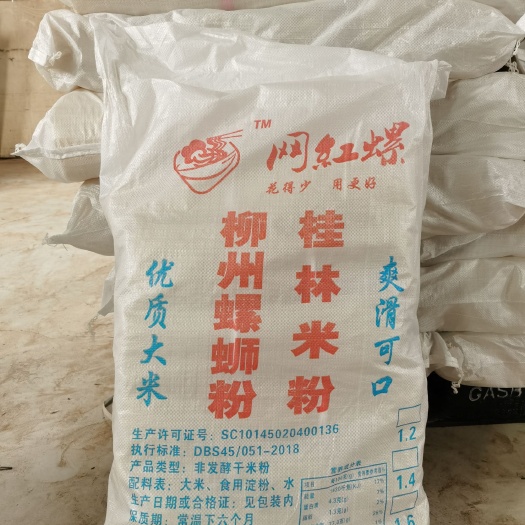 TM
网红螺
花得少 用更好
桂林米粉
柳州螺蛳粉
优质大米
爽滑可口
生产许可证号：SC10145020400136
执行标准：DBS45/051-2018
产品类型：非发酵干米粉
配料表：大米、食用淀粉、水
生产日期或合格证：见包装内
保质期：常温下六个月
1.2
1.4
GASH